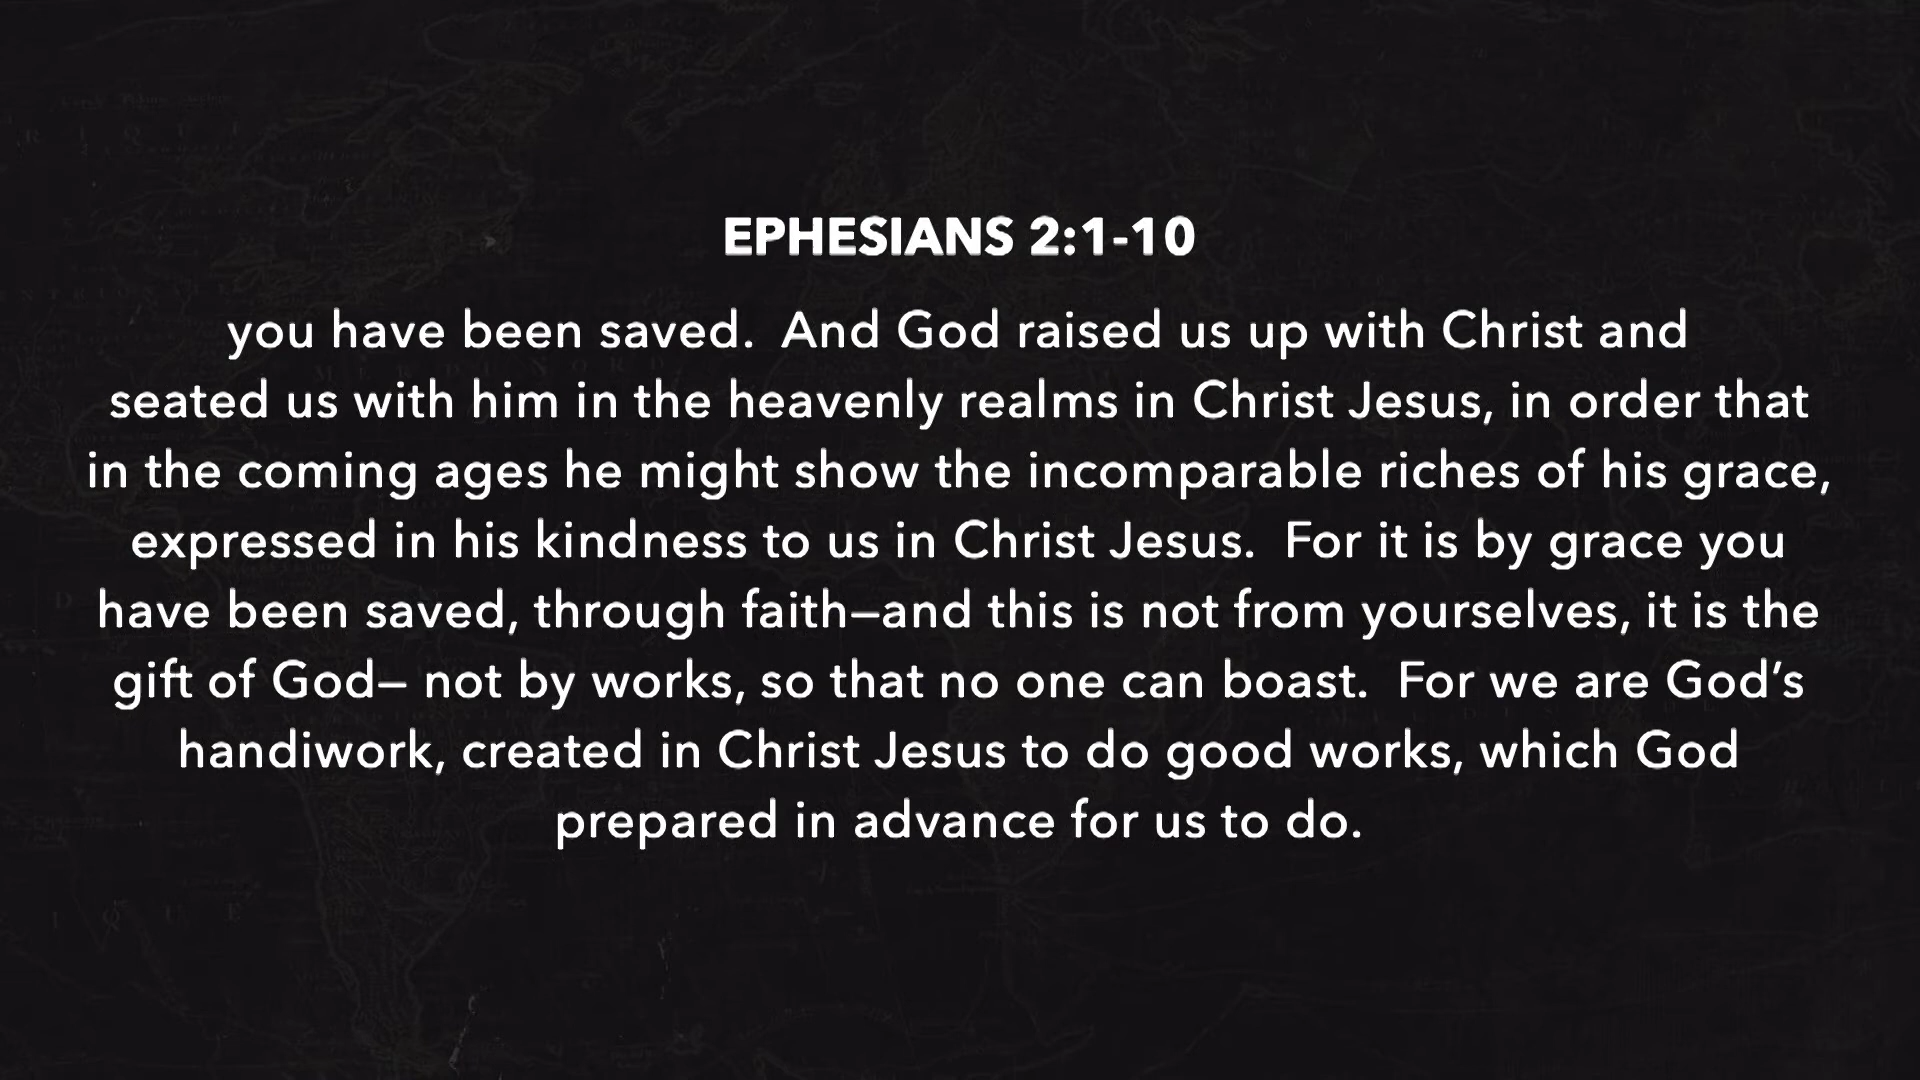 EPHESIANS 2:1-10
you have been saved.  And God raised us up with Christ and
seated us with him in the heavenly realms in Christ Jesus, in order that
in the coming ages he might show the incomparable riches of his grace,
expressed in his kindness to us in Christ Jesus.  For it is by grace you
have been saved, through faith—and this is not from yourselves, it is the
gift of God— not by works, so that no one can boast.  For we are God’s
handiwork, created in Christ Jesus to do good works, which God
prepared in advance for us to do.